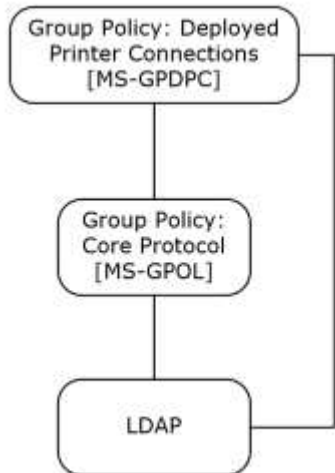 Group Policy: Deployed
Printer Connections
[MS-GPDPC]
Group Policy:
Core Protocol
[MS-GPOL]
LDAP